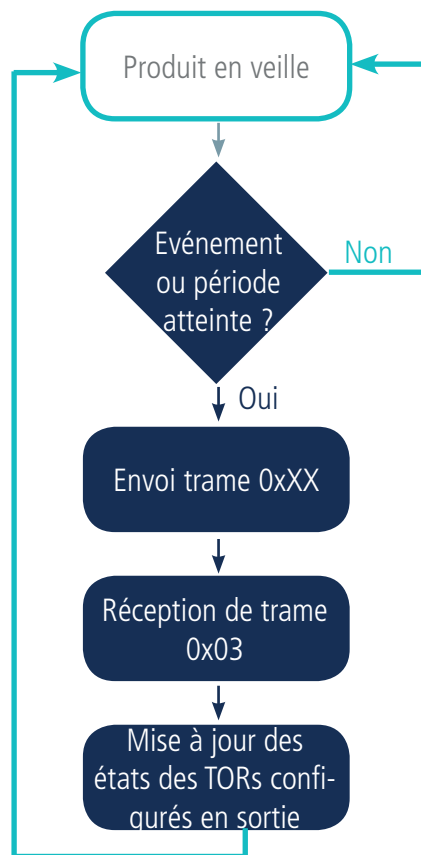 Produit en veille
Evénement
ou période
atteinte ?
Non
Oui
Envoi trame 0xXX
Réception de trame
0x03
Mise à jour des
états des TORs confi-
gurés en sortie